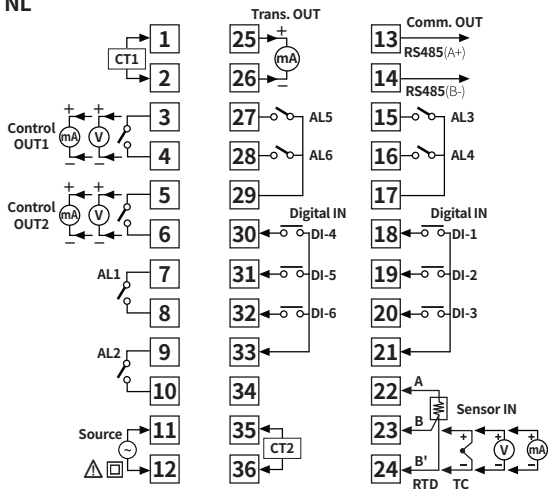 NL
Trans. OUT
Comm. OUT
1 25 + 13
CT1 mA RS485(A+)
2 26 − 14
RS485(B-)
+ + 3 27 AL5 15 AL3
Control OUT1 mA V
− − 4 28 AL6 16 AL4
+ + 5 29 17
Control OUT2 mA V
Digital IN Digital IN
− − 6 30 DI-4 18 DI-1
AL1 7 31 DI-5 19 DI-2
8 32 DI-6 20 DI-3
AL2 9 33 21
10 34 22 A
Sensor IN
Source 11 35 23 B + + +
~ CT2 V mA
12 36 24 B' − − −
RTD TC